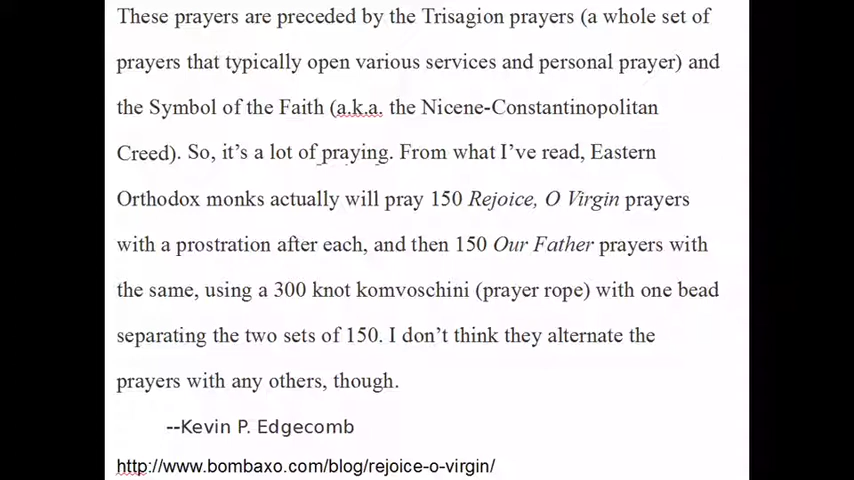 These prayers are preceded by the Trisagion prayers (a whole set of
prayers that typically open various services and personal prayer) and
the Symbol of the Faith (a.k.a. the Nicene-Constantinopolitan
Creed). So, it’s a lot of praying. From what I’ve read, Eastern
Orthodox monks actually will pray 150 Rejoice, O Virgin prayers
with a prostration after each, and then 150 Our Father prayers with
the same, using a 300 knot komvoschini (prayer rope) with one bead
separating the two sets of 150. I don’t think they alternate the
prayers with any others, though.
--Kevin P. Edgecomb
http://www.bombaxo.com/blog/rejoice-o-virgin/